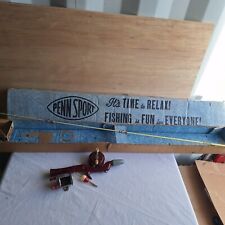 PENN SPORT
It's TIME to RELAX!
FISHING is FUN for EVERYONE!